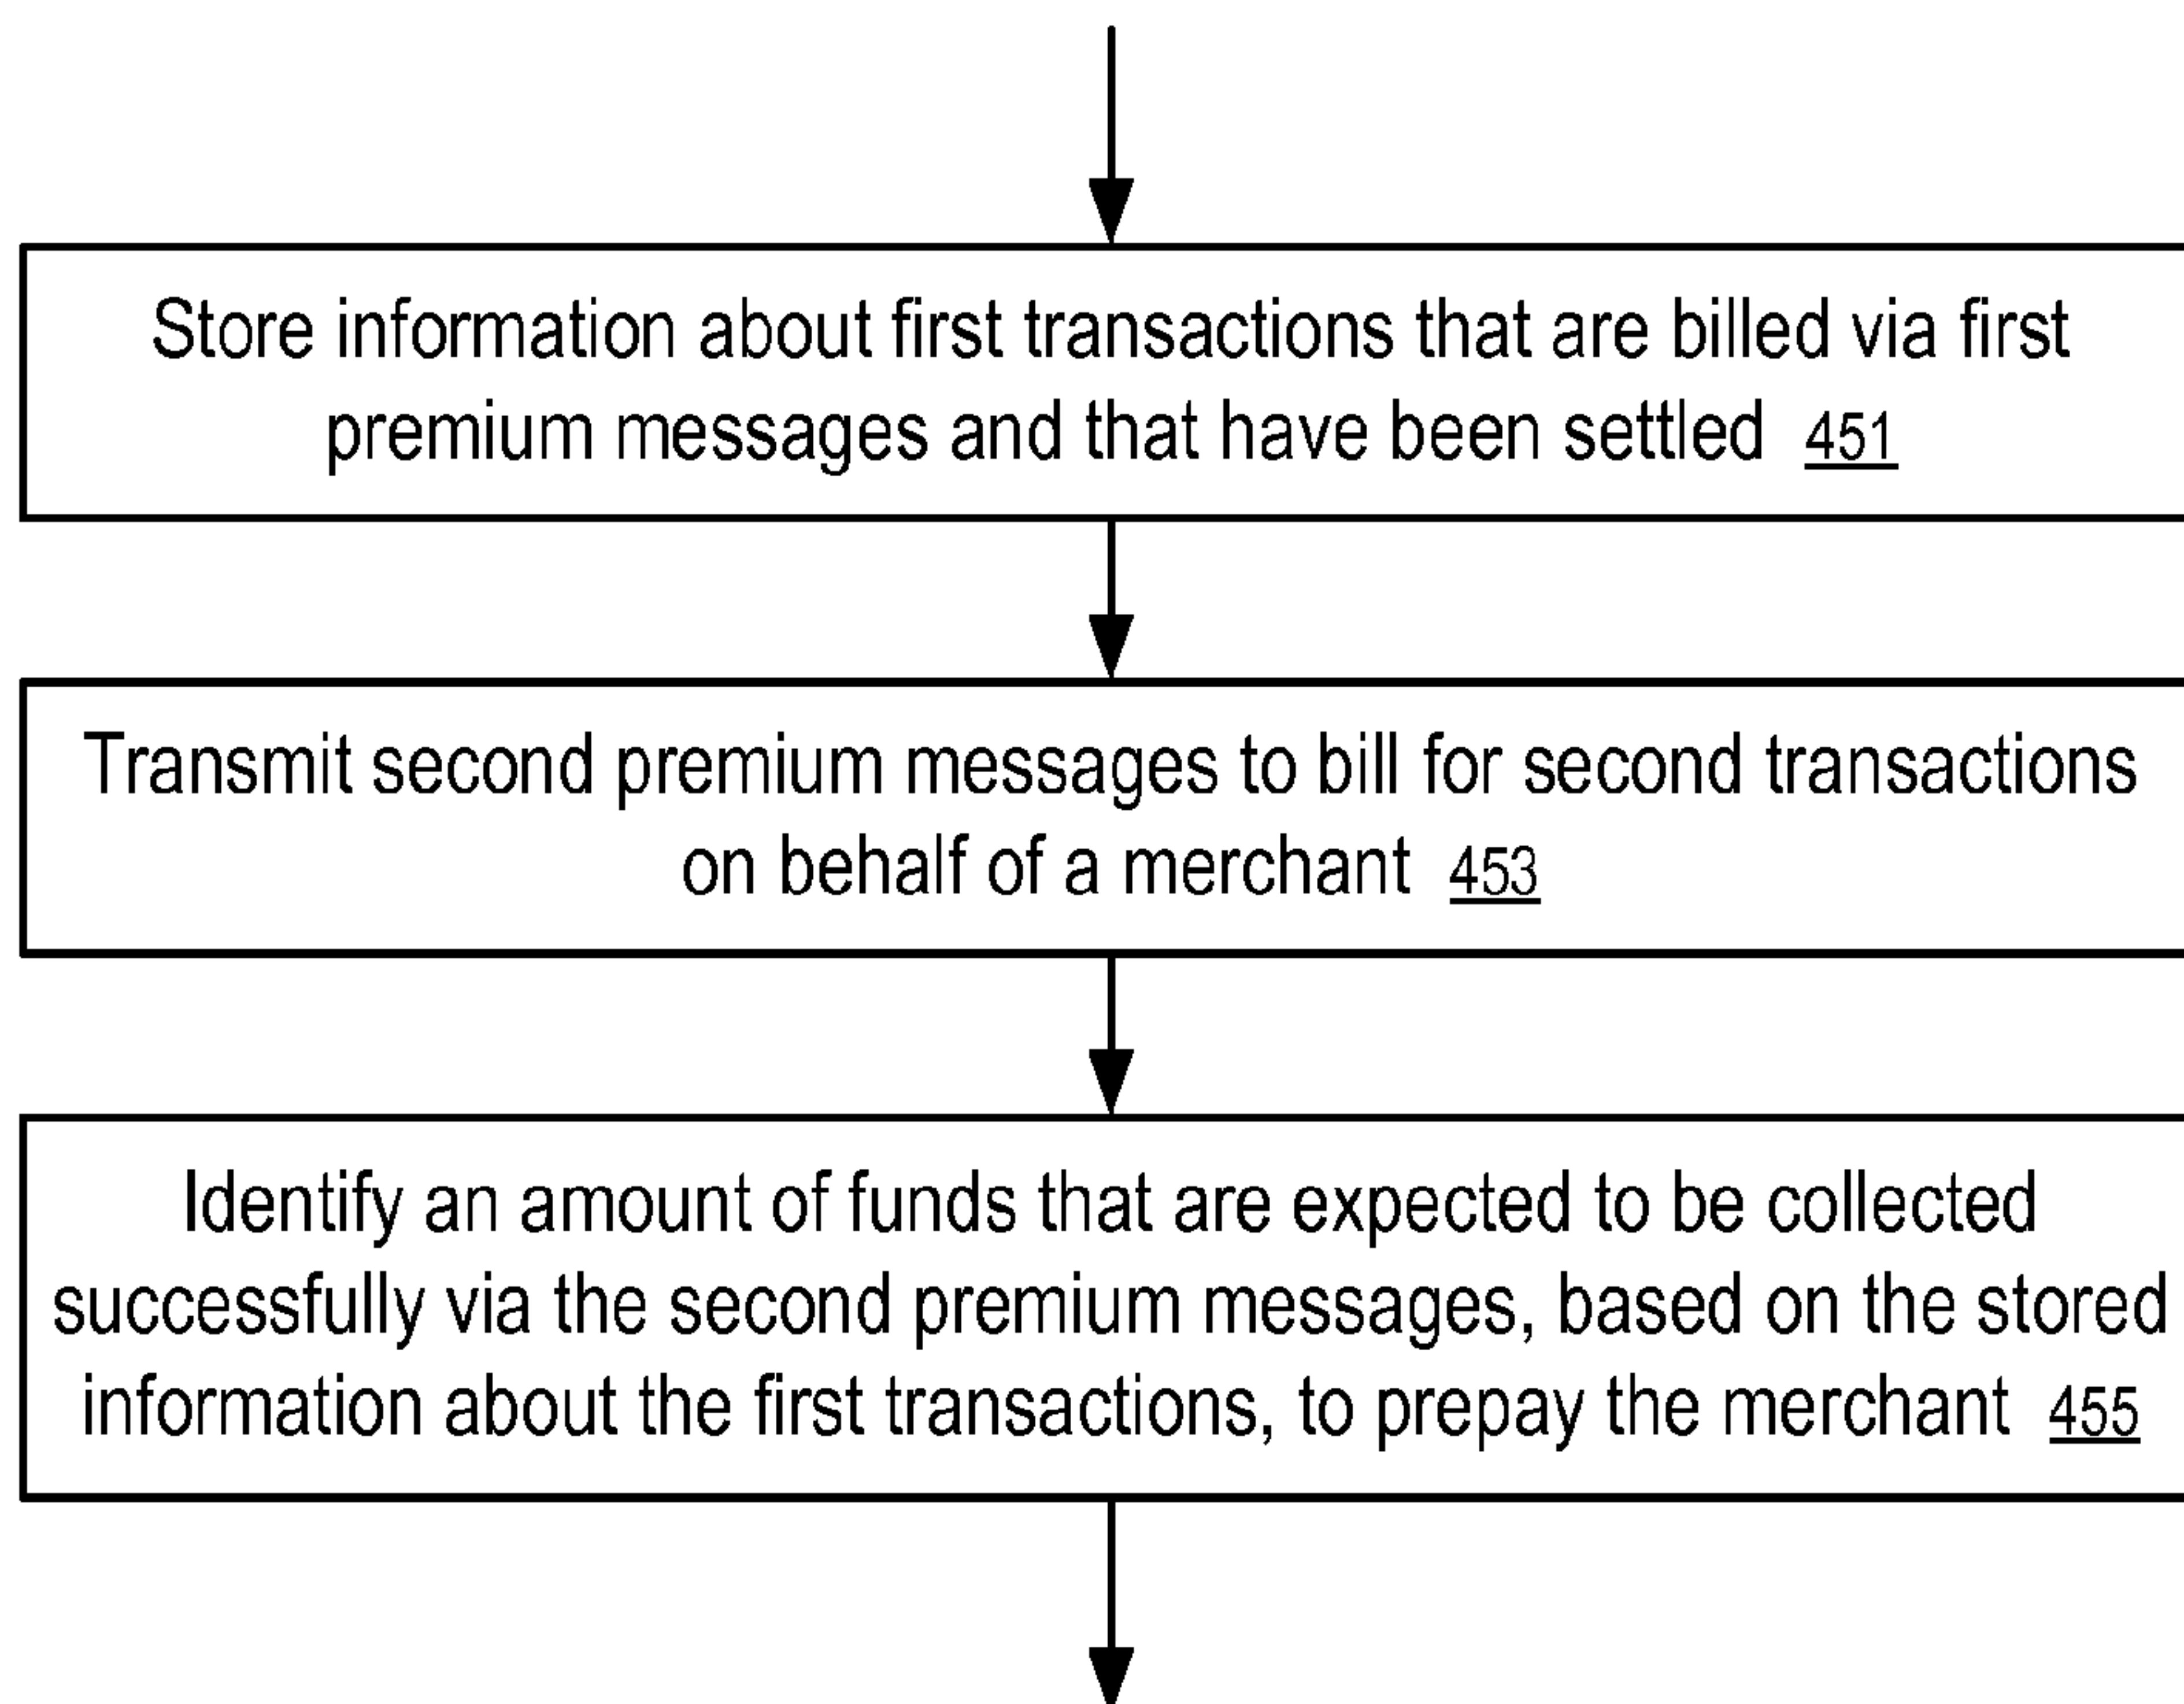 Store information about first transactions that are billed via first
premium messages and that have been settled 451
Transmit second premium messages to bill for second transactions
on behalf of a merchant 453
Identify an amount of funds that are expected to be collected
successfully via the second premium messages, based on the stored
information about the first transactions, to prepay the merchant 455